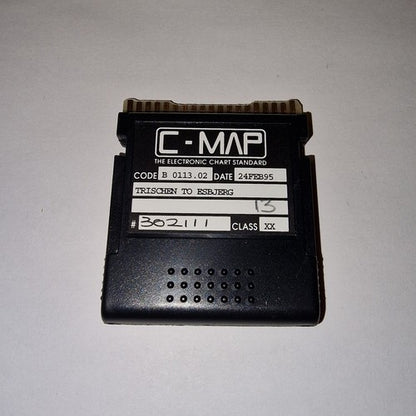 C-MAP
THE ELECTRONIC CHART STANDARD
CODE B 0113.02 DATE 24FEB95
TRISCHEN TO ESBJERG
13
# 302111 CLASS XX